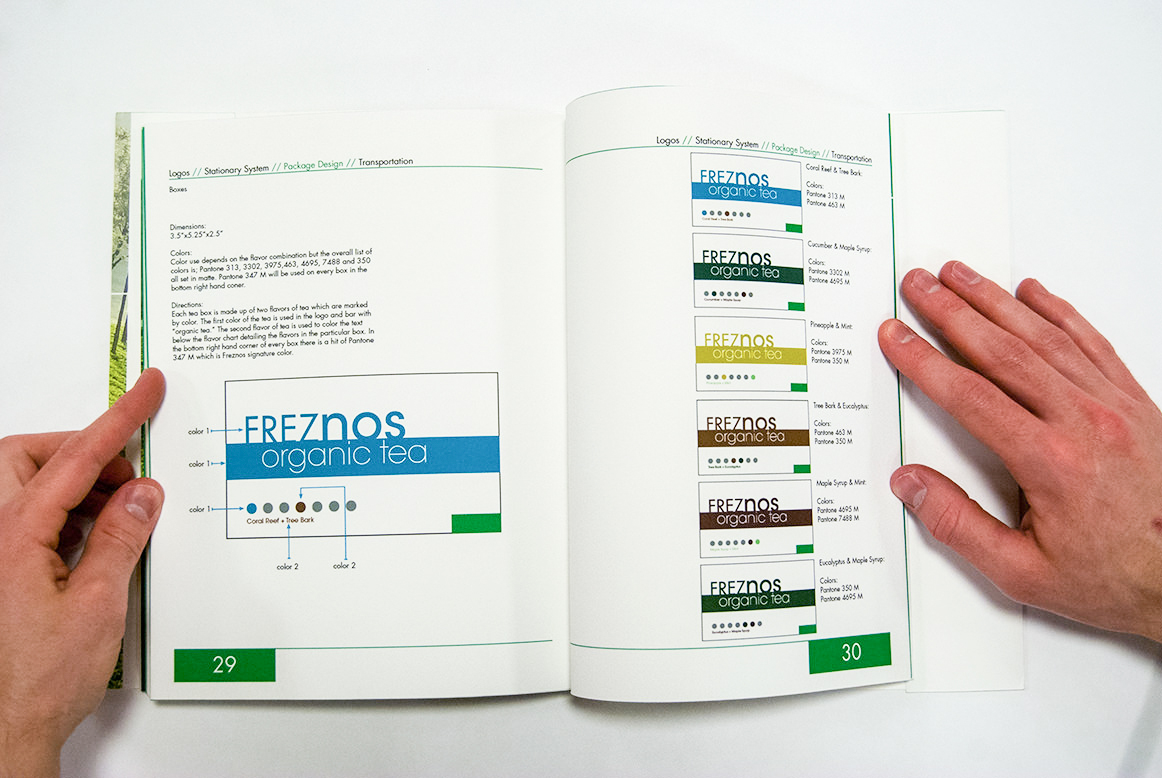 Logos // Stationary System // Package Design // Transportation
Boxes
Dimensions:
3.5"x5.25"x2.5"
Colors:
Color use depends on the flavor combination but the overall list of
colors is; Pantone 313, 3302, 3975,463, 4695, 7488 and 350
all set in matte. Pantone 347 M will be used on every box in the
bottom right hand coner.
Directions:
Each tea box is made up of two flavors of tea which are marked
by color. The first color of the tea is used in the logo and bar with
"organic tea." The second flavor of tea is used to color the text
below the flavor chart detailing the flavors in the particular box. In
the bottom right hand corner of every box there is a hit of Pantone
347 M which is Freznos signature color.
color 1
FREZnos
color 1
organic tea
color 1
Coral Reef + Tree Bark
color 2
color 2
29
Logos // Stationary System // Package Design // Transportation
FREZnos
organic tea
Coral Reef + Tree Bark
Coral Reef & Tree Bark:
Colors:
Pantone 313 M
Pantone 463 M
FREZnos
organic tea
Cucumber + Maple Syrup
Cucumber & Maple Syrup:
Colors:
Pantone 3302 M
Pantone 4695 M
FREZnos
organic tea
Pineapple & Mint:
Colors:
Pantone 3975 M
Pantone 350 M
FREZnos
organic tea
Tree Bark + Eucalyptus
Tree Bark & Eucalyptus:
Colors:
Pantone 463 M
Pantone 350 M
FREZnos
organic tea
Maple Syrup & Mint:
Colors:
Pantone 4695 M
Pantone 7488 M
FREZnos
organic tea
Eucalyptus + Maple Syrup
Eucalyptus & Maple Syrup:
Colors:
Pantone 350 M
Pantone 4695 M
30